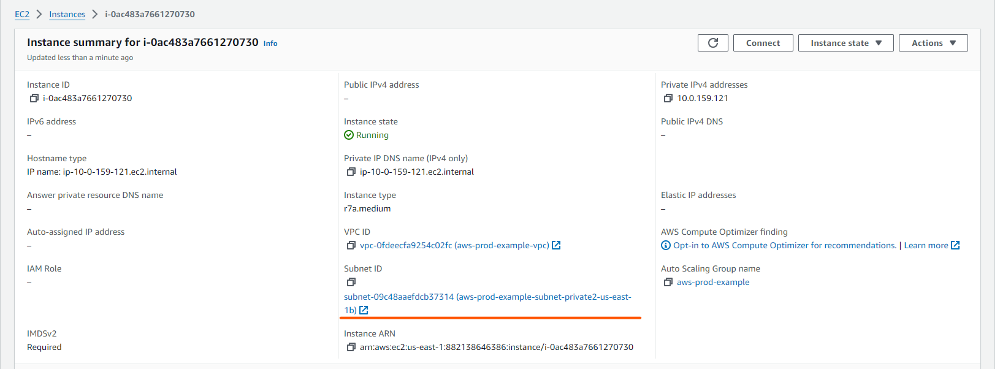 EC2 > Instances > i-0ac483a7661270730
Instance summary for i-0ac483a7661270730 Info
Updated less than a minute ago
Connect
Instance state
Actions
Instance ID
i-0ac483a7661270730
Public IPv4 address
–
Private IPv4 addresses
10.0.159.121
IPv6 address
–
Instance state
Running
Public IPv4 DNS
–
Hostname type
IP name: ip-10-0-159-121.ec2.internal
Private IP DNS name (IPv4 only)
ip-10-0-159-121.ec2.internal
Answer private resource DNS name
–
Instance type
r7a.medium
Elastic IP addresses
–
Auto-assigned IP address
–
VPC ID
vpc-0fdeecfa9254c02fc (aws-prod-example-vpc)
AWS Compute Optimizer finding
Opt-in to AWS Compute Optimizer for recommendations. | Learn more
IAM Role
–
Subnet ID
subnet-09c48aaefdcb37314 (aws-prod-example-subnet-private2-us-east-
1b)
Auto Scaling Group name
aws-prod-example
IMDSv2
Required
Instance ARN
arn:aws:ec2:us-east-1:882138646386:instance/i-0ac483a7661270730